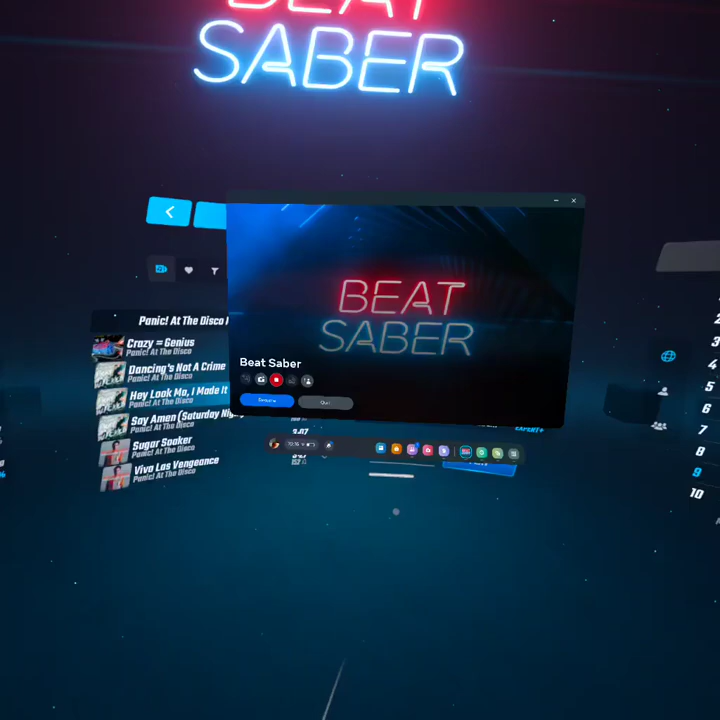 BEAT
SABER
BEAT
SABER
Beat Saber
Resume
Quit
Panic! At The Disco
Crazy = Genius
Panic! At The Disco
Dancing's Not A Crime
Panic! At The Disco
Hey Look Ma, I Made It
Panic! At The Disco
Say Amen (Saturday Nig
Panic! At The Disco
Sugar Soaker
Panic! At The Disco
Viva Las Vengeance
Panic! At The Disco
EXPERT+
2
3
4
5
6
7
8
9
10